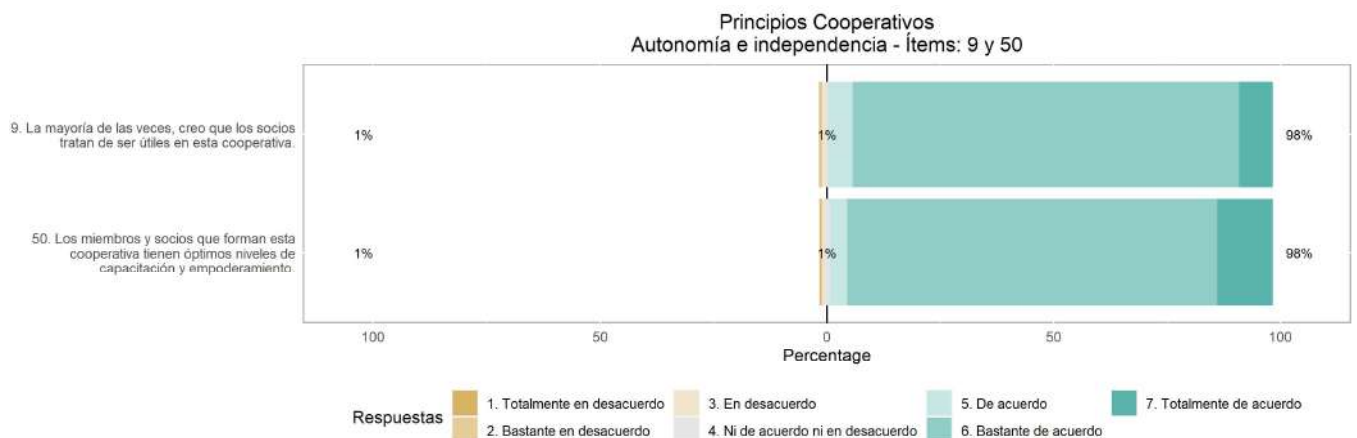 Principios Cooperativos
Autonomía e independencia - Ítems: 9 y 50
9. La mayoría de las veces, creo que los socios
tratan de ser útiles en esta cooperativa.
1%
1%
98%
50. Los miembros y socios que forman esta
cooperativa tienen óptimos niveles de
capacitación y empoderamiento.
1%
1%
98%
100
50
0
50
100
Percentage
Respuestas
1. Totalmente en desacuerdo
2. Bastante en desacuerdo
3. En desacuerdo
4. Ni de acuerdo ni en desacuerdo
5. De acuerdo
6. Bastante de acuerdo
7. Totalmente de acuerdo